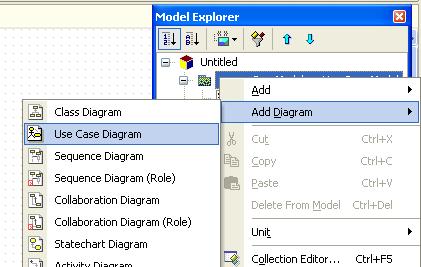 Model Explorer
Untitled
Add
Add Diagram
Cut Ctrl+X
Copy Ctrl+C
Paste Ctrl+V
Delete From Model Ctrl+Del
Unit
Collection Editor... Ctrl+F5
Class Diagram
Use Case Diagram
Sequence Diagram
Sequence Diagram (Role)
Collaboration Diagram
Collaboration Diagram (Role)
Statechart Diagram
Activity Diagram